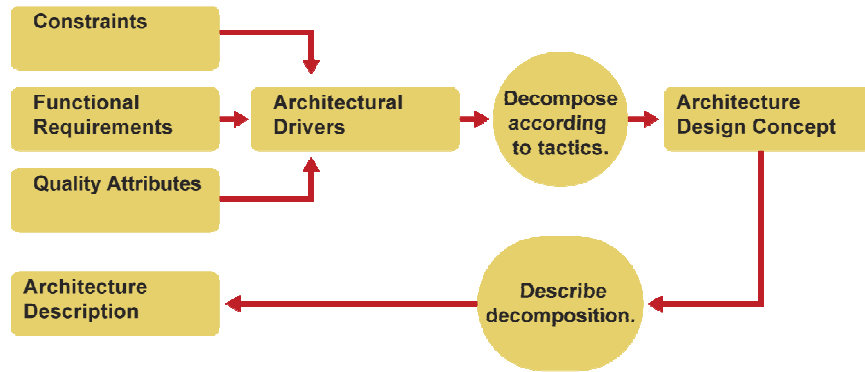 Constraints
Functional
Requirements
Quality Attributes
Architectural
Drivers
Decompose
according
to tactics.
Architecture
Design Concept
Describe
decomposition.
Architecture
Description